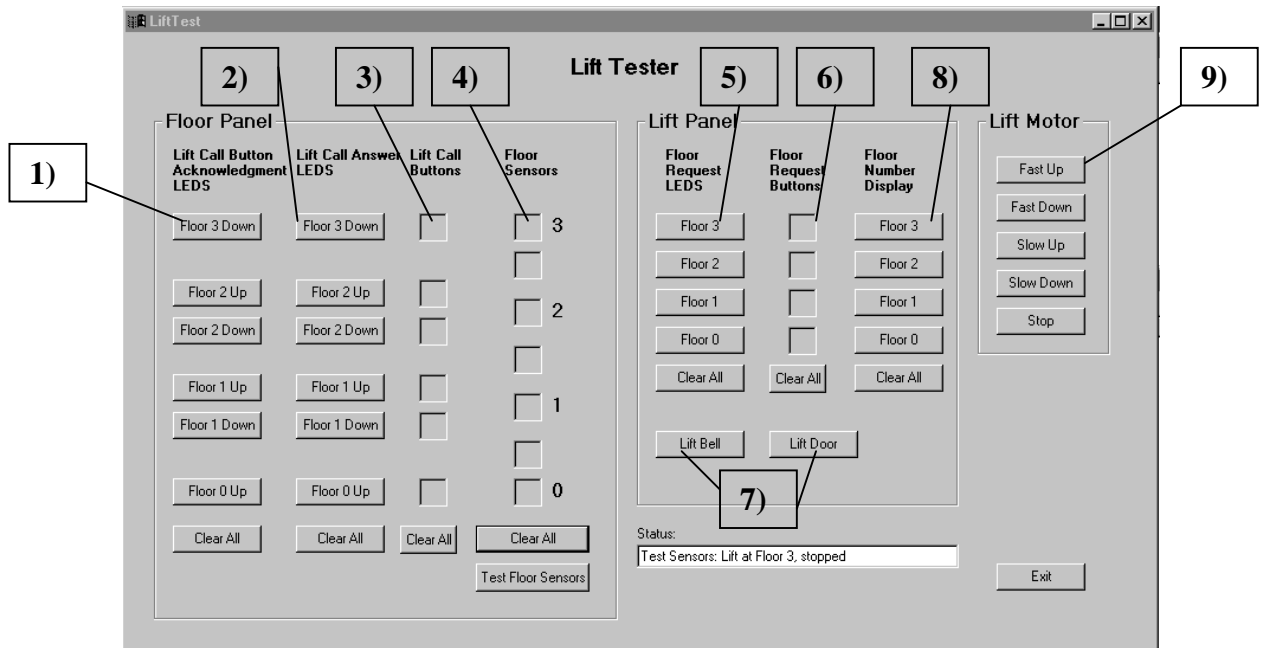 LiftTest
Lift Tester
1)
2)
3)
4)
5)
6)
7)
8)
9)
Floor Panel
Lift Call Button
Acknowledgment
LEDS
Lift Call Answer
LEDS
Lift Call
Buttons
Floor
Sensors
Floor 3 Down
Floor 3 Down
3
Floor 2 Up
Floor 2 Up
2
Floor 2 Down
Floor 2 Down
Floor 1 Up
Floor 1 Up
1
Floor 1 Down
Floor 1 Down
Floor 0 Up
Floor 0 Up
0
Clear All
Clear All
Clear All
Clear All
Test Floor Sensors
Lift Panel
Floor
Request
LEDS
Floor
Request
Buttons
Floor
Number
Display
Floor 3
Floor 3
Floor 2
Floor 2
Floor 1
Floor 1
Floor 0
Floor 0
Clear All
Clear All
Clear All
Lift Bell
Lift Door
Status:
Test Sensors: Lift at Floor 3, stopped
Lift Motor
Fast Up
Fast Down
Slow Up
Slow Down
Stop
Exit